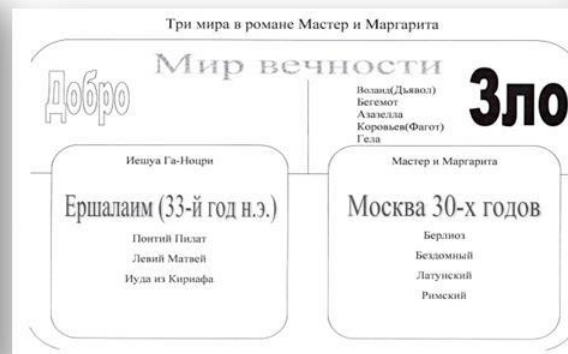 Три мира в романе Мастер и Маргарита
Мир вечности
Добро
Воланд(Дьявол)
Бегемот
Азазелла
Коровьев(Фагот)
Гела
Зло
Иешуа Га-Ноцри
Ершалаим (33-й год н.э.)
Понтий Пилат
Левий Матвей
Иуда из Кириафа
Мастер и Маргарита
Москва 30-х годов
Берлиоз
Бездомный
Латунский
Римский